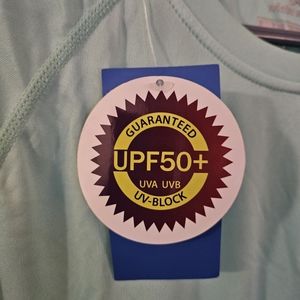 GUARANTEED
UPF50+
UVA UVB
UV-BLOCK